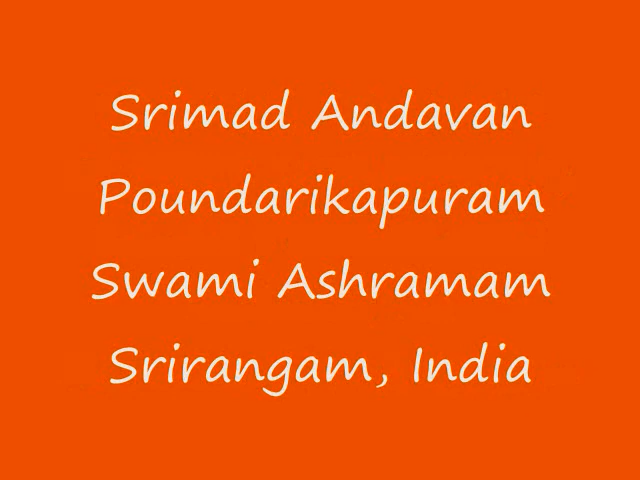 Srimad Andavan
Poundarikapuram
Swami Ashramam
Srirangam, India